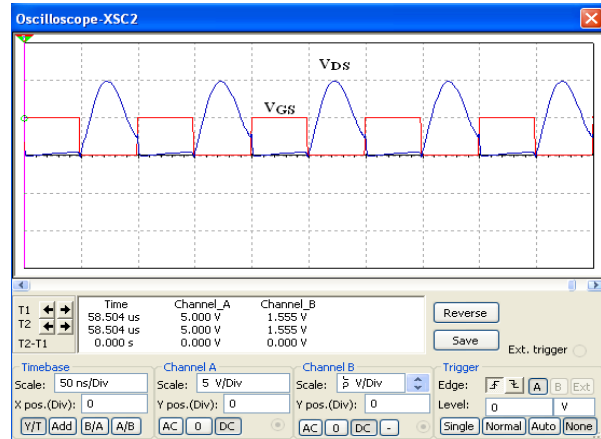 Oscilloscope-XSC2
VDS
VGS
Time Channel_A Channel_B
T1 58.504 us 5.000 V 1.555 V
T2 58.504 us 5.000 V 1.555 V
T2-T1 0.000 s 0.000 V 0.000 V
Reverse
Save
Ext. trigger
Timebase Channel A Channel B Trigger
Scale: 50 ns/Div Scale: 5 V/Div Scale: V/Div Edge: A B Ext
X pos.(Div): 0 Y pos.(Div): 0 Y pos.(Div): 0 Level: 0 V
Y/T Add B/A A/B AC 0 DC AC 0 DC - Single Normal Auto None